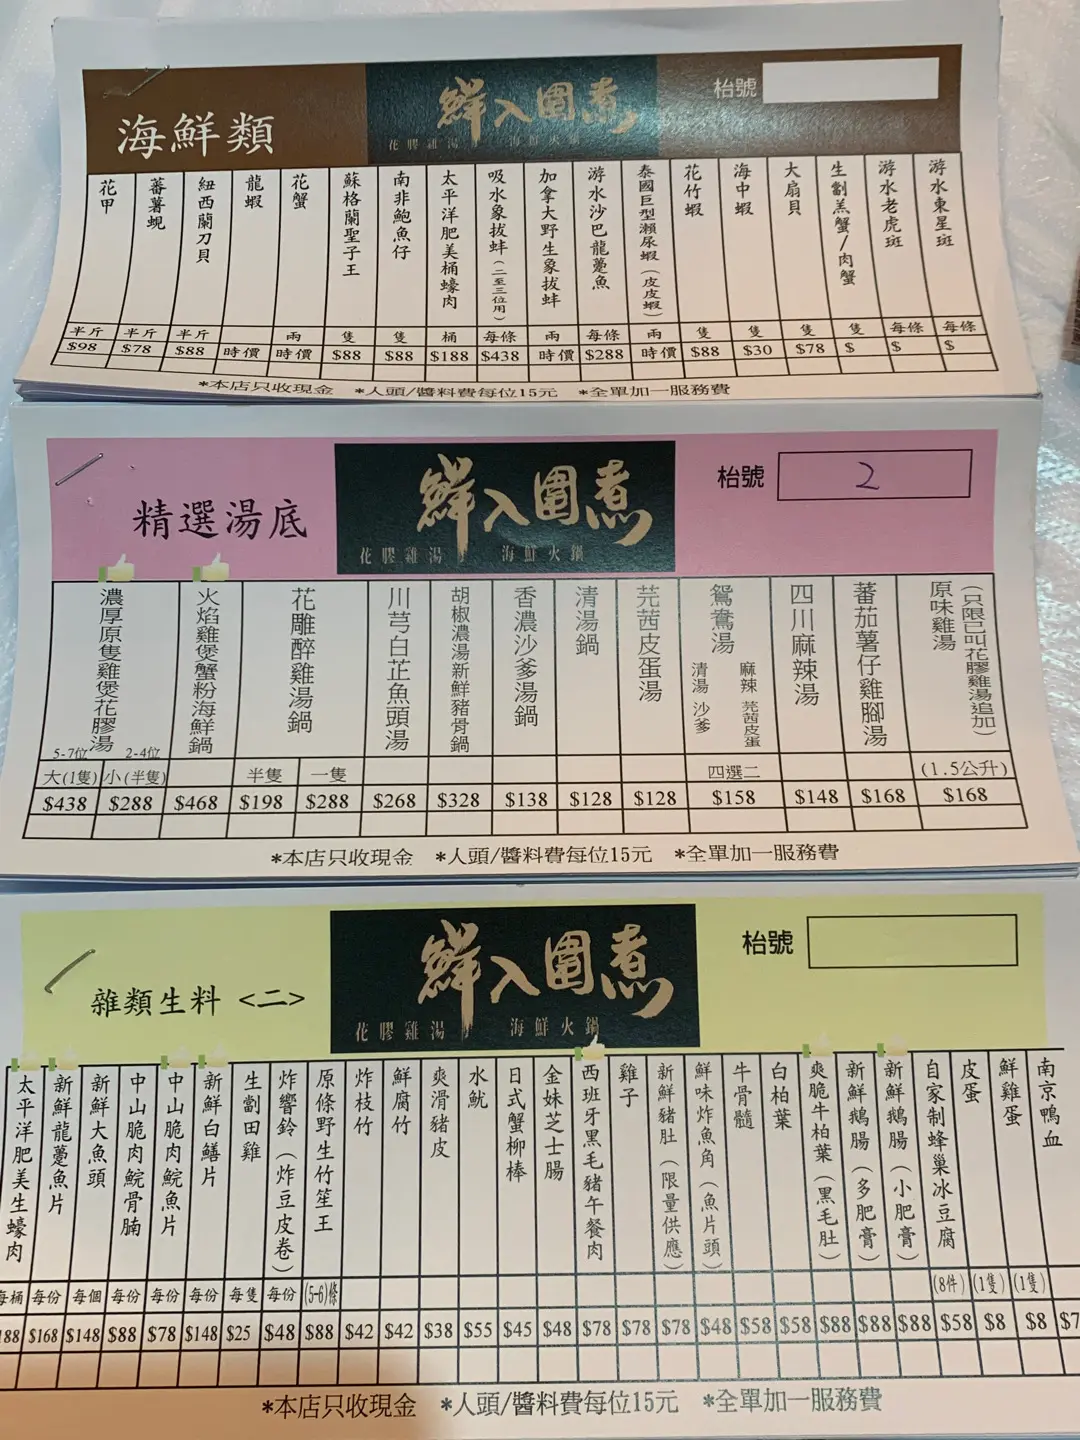 海鮮類
鮮入圍煮
花膠雞湯
海鮮火鍋
枱號
花甲 半斤 $98
蕃薯蜆 半斤 $78
紐西蘭刀貝 半斤 $88
龍蝦 時價
花蟹 兩 時價
蘇格蘭聖子王 隻 $88
南非鮑魚仔 隻 $88
太平洋肥美桶蠔肉 桶 $188
吸水象拔蚌(二至三位用) 每條 $438
加拿大野生象拔蚌 兩 時價
游水沙巴龍躉魚 每條 $288
泰國巨型瀨尿蝦(皮皮蝦) 兩 時價
花竹蝦 隻 $88
海中蝦 隻 $30
大扇貝 隻 $78
生劏羔蟹/肉蟹 隻 $
游水老虎斑 每條 $
游水東星斑 每條 $
*本店只收現金 *人頭/醬料費每位15元 *全單加一服務費
精選湯底
鮮入圍煮
花膠雞湯
海鮮火鍋
枱號 2
濃厚原隻雞煲花膠湯 5-7位 2-4位 大(1隻) 小(半隻) $438 $288
火焰雞煲蟹粉海鮮鍋 $468
花雕醉雞湯鍋 半隻 一隻 $198 $288
川芎白芷魚頭湯 $268
胡椒濃湯新鮮豬骨鍋 $328
香濃沙爹湯鍋 $138
清湯鍋 $128
芫茜皮蛋湯 $128
鴛鴦湯 清湯 沙爹 麻辣 芫茜皮蛋 四選二 $158
四川麻辣湯 $148
蕃茄薯仔雞腳湯 $168
原味雞湯(只限已叫花膠雞湯追加) (1.5公升) $168
*本店只收現金 *人頭/醬料費每位15元 *全單加一服務費
雜類生料 <二>
鮮入圍煮
花膠雞湯
海鮮火鍋
枱號
太平洋肥美生蠔肉 每桶 188
新鮮龍躉魚片 每份 $168
新鮮大魚頭 每個 $148
中山脆肉鯇骨腩 每份 $88
中山脆肉鯇魚片 每份 $78
新鮮白鱔片 每份 $148
生劏田雞 每隻 $25
炸響鈴(炸豆皮卷) 每份 $48
原條野生竹笙王 (5-6)條 $88
炸枝竹 $42
鮮腐竹 $42
爽滑豬皮 $38
水魷 $55
日式蟹柳棒 $45
金妹芝士腸 $48
西班牙黑毛豬午餐肉 $78
雞子 $78
新鮮豬肚(限量供應) $78
鮮味炸魚角(魚片頭) $48
牛骨髓 $58
白柏葉 $58
爽脆牛柏葉(黑毛肚) $88
新鮮鵝腸(多肥膏) $88
新鮮鵝腸(小肥膏) $88
自家制蜂巢冰豆腐 (8件) $58
皮蛋 (1隻) $8
鮮雞蛋 (1隻) $8
南京鴨血 $7
*本店只收現金 *人頭/醬料費每位15元 *全單加一服務費